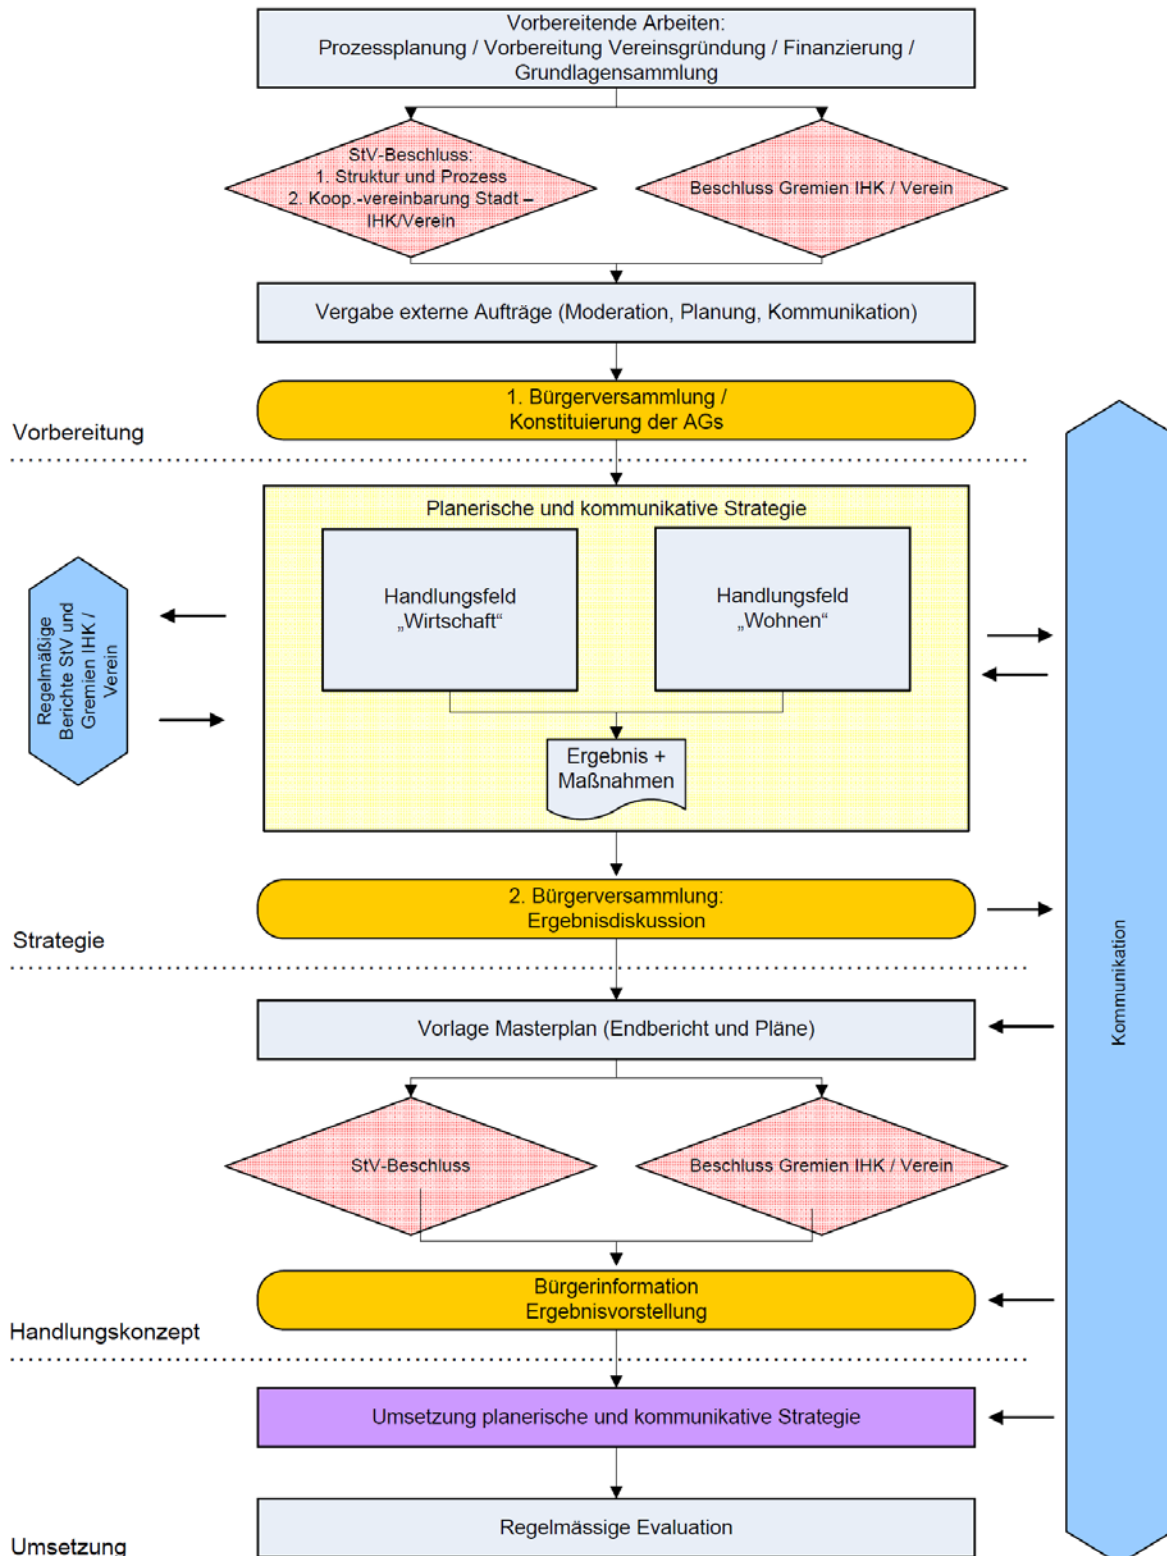 Vorbereitende Arbeiten:
Prozessplanung / Vorbereitung Vereinsgründung / Finanzierung /
Grundlagensammlung
StV-Beschluss:
1. Struktur und Prozess
2. Koop.-vereinbarung Stadt –
IHK/Verein
Beschluss Gremien IHK / Verein
Vergabe externe Aufträge (Moderation, Planung, Kommunikation)
1. Bürgerversammlung /
Konstituierung der AGs
Vorbereitung
Planerische und kommunikative Strategie
Handlungsfeld
„Wirtschaft“
Handlungsfeld
„Wohnen“
Regelmäßige
Berichte StV und
Gremien IHK /
Verein
Ergebnis +
Maßnahmen
2. Bürgerversammlung:
Ergebnisdiskussion
Strategie
Kommunikation
Vorlage Masterplan (Endbericht und Pläne)
StV-Beschluss
Beschluss Gremien IHK / Verein
Bürgerinformation
Ergebnisvorstellung
Handlungskonzept
Umsetzung planerische und kommunikative Strategie
Regelmässige Evaluation
Umsetzung